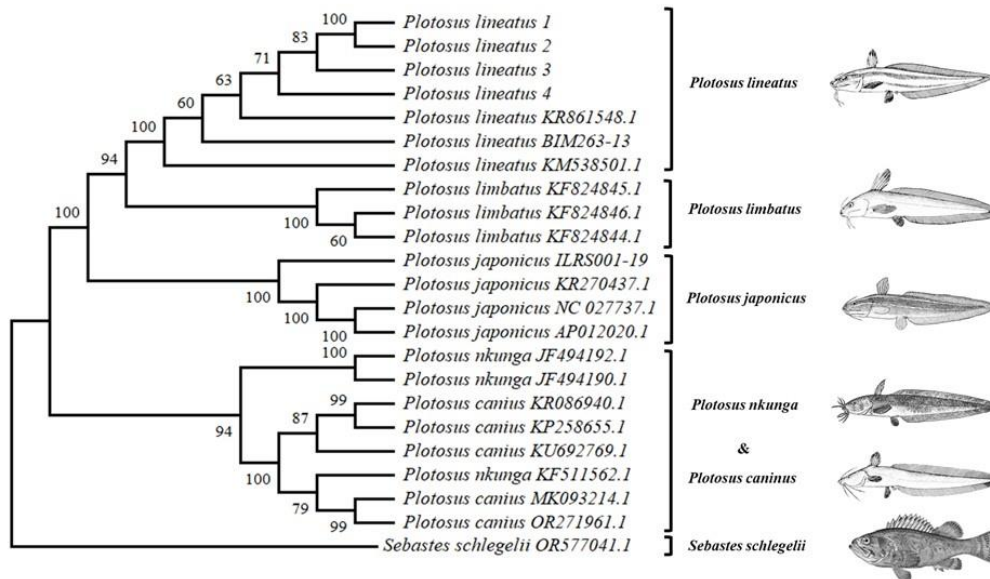 100
Plotosus lineatus 1
83
Plotosus lineatus 2
71
Plotosus lineatus 3
63
Plotosus lineatus 4
Plotosus lineatus
60
Plotosus lineatus KR861548.1
100
Plotosus lineatus BIM263-13
94
Plotosus lineatus KM538501.1
100
Plotosus limbatus KF824845.1
100
Plotosus limbatus KF824846.1
Plotosus limbatus
60
Plotosus limbatus KF824844.1
Plotosus japonicus ILRS001-19
100
Plotosus japonicus KR270437.1
Plotosus japonicus
100
Plotosus japonicus NC 027737.1
100
Plotosus japonicus AP012020.1
100
Plotosus nkunga JF494192.1
Plotosus nkunga JF494190.1
99
Plotosus canius KR086940.1
Plotosus nkunga
87
Plotosus canius KP258655.1
94
Plotosus canius KU692769.1
&
100
Plotosus nkunga KF511562.1
Plotosus caninus
79
Plotosus canius MK093214.1
99
Plotosus canius OR271961.1
Sebastes schlegelii OR577041.1
Sebastes schlegelii